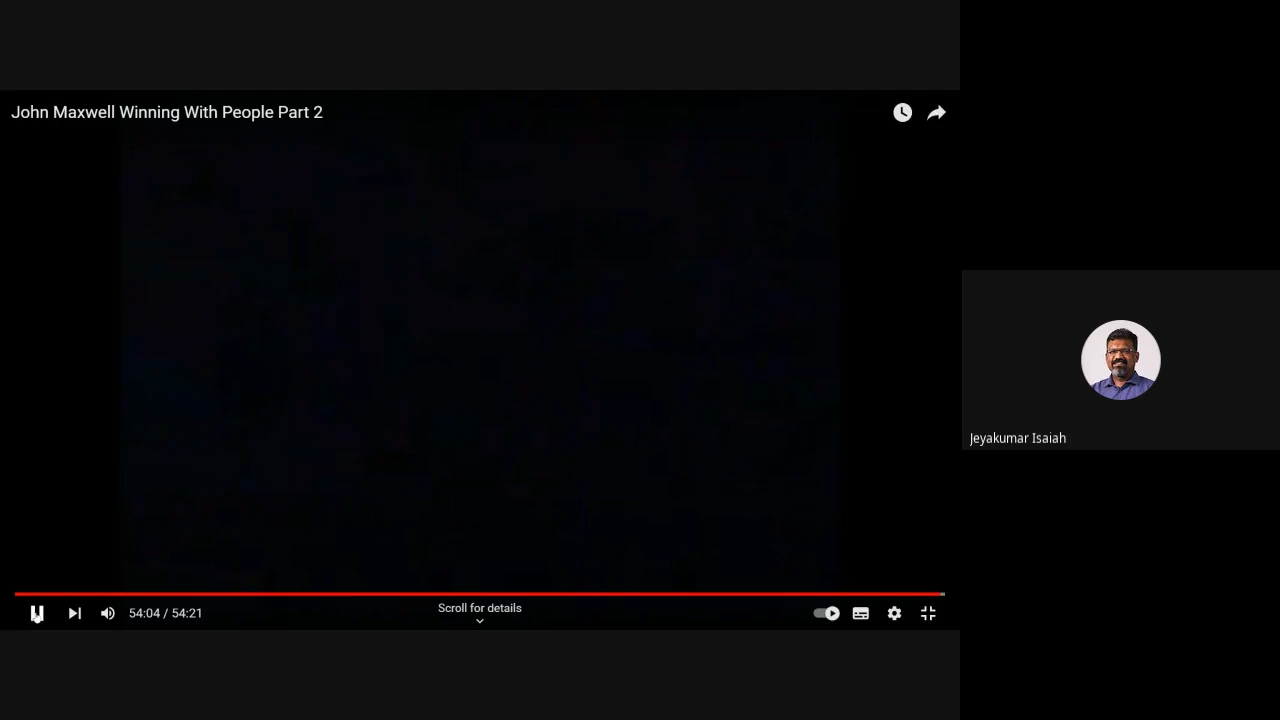 John Maxwell Winning With People Part 2
Jeyakumar Isaiah
54:04 / 54:21
Scroll for details